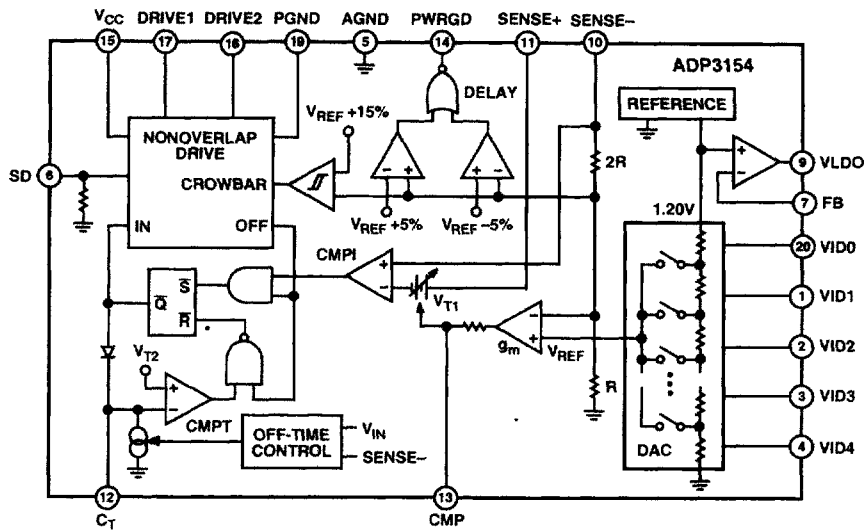 VCC DRIVE1 DRIVE2 PGND AGND PWRGD SENSE+ SENSE–
15 17 18 19 5 14 11 10
ADP3154
DELAY
REFERENCE
VREF +15%
NONOVERLAP
DRIVE
2R
SD 6
CROWBAR
9 VLDO
7 FB
VREF +5% VREF –5%
1.20V
IN OFF
20 VID0
CMPI
S
Q
R
VT1
1 VID1
gm
VREF
VT2
2 VID2
R
3 VID3
CMPT
OFF-TIME
CONTROL
VIN
SENSE–
DAC
4 VID4
12 13
CT CMP